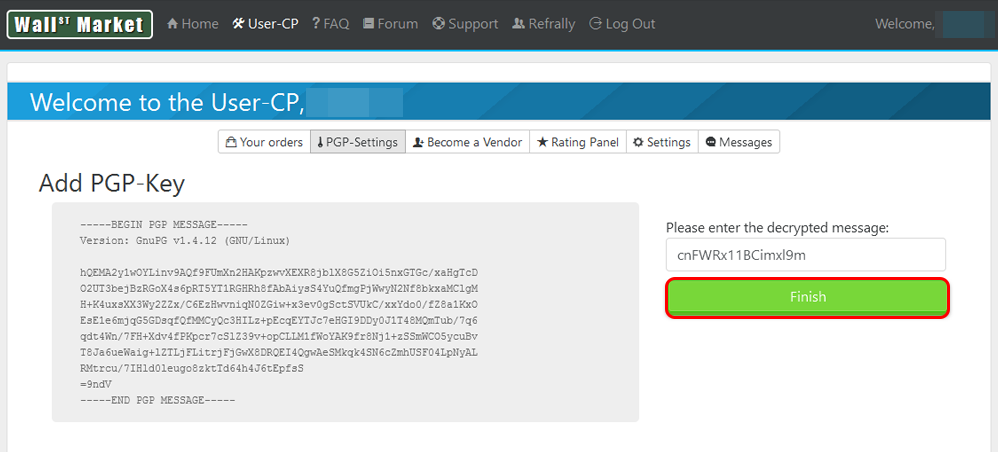 Wall ST Market Home User-CP ? FAQ Forum Support Refrally Log Out Welcome,
Welcome to the User-CP,
Your orders PGP-Settings Become a Vendor Rating Panel Settings Messages
Add PGP-Key
-----BEGIN PGP MESSAGE-----
Version: GnuPG v1.4.12 (GNU/Linux)
hQEMA2y1wOYLinv9AQf9FUmXn2HAKpzwvXEXR8jblX8G5ZiOi5nxGTGc/xaHgTcD
O2UT3bejBzRGoX4s6pRT5YT1RGHRh8fAbAiysS4YuQfmgPjWwyN2Nf8bkxaMClgM
H+K4uxsXX3Wy2ZZx/C6EzHwvniqN0ZGiw+x3ev0gSctSVUkC/xxYdo0/fZ8a1KxO
EsE1e6mjqG5GDsqfQfMMCyQc3HILz+pEcqEYTJc7eHGI9DDy0J1T48MQmTub/7q6
qdt4Wn/7FH+Xdv4fPKpcr7cSlZ39v+opCLLM1fWoYAK9fr8Nj1+zSSmWCO5ycuBv
T8Ja6ueWaig+lZTLjFLitrjFjGwX8DRQEI4QgwAeSMkqk4SN6cZmhUSF04LpNyAL
RMtrcu/7IHld0leugo8zktTd64h4J6tEpfsS
=9ndV
-----END PGP MESSAGE-----
Please enter the decrypted message:
cnFWRx11BCimxl9m
Finish